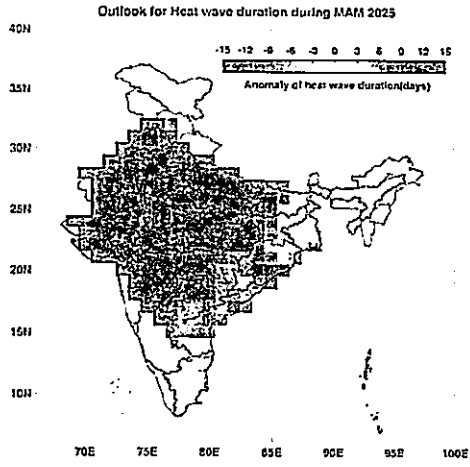 Outlook for Heat wave duration during MAM 2025
-15 -12 -9 -6 -3 0 3 6 9 12 15
Anomaly of heat wave duration(days)
40N
35N
30N
25N
20N
15N
10N
70E 75E 80E 85E 90E 95E 100E